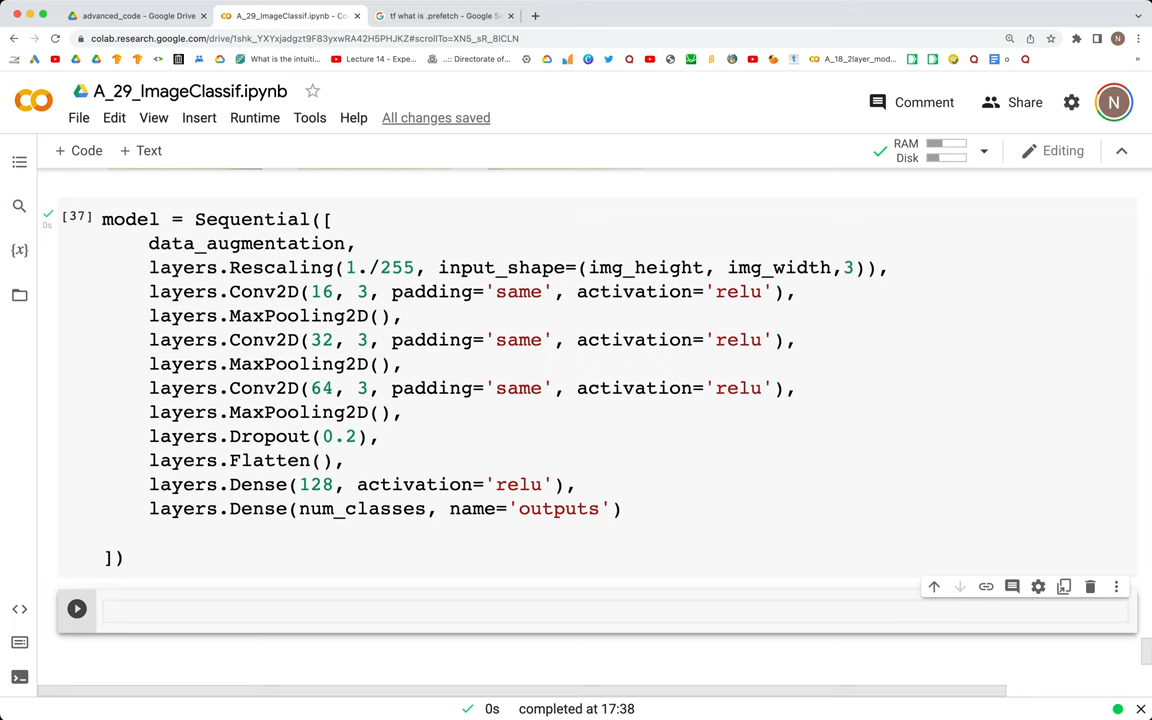 advanced_code - Google Drive
A_29_ImageClassif.ipynb - Co
tf what is .prefetch - Google S
colab.research.google.com/drive/1shk_YXYxjadgzt9F83yxwRA42H5PHJKZ#scrollTo=XN5_sR_8lCLN
What is the intuiti...
Lecture 14 - Expe...
..:: Directorate of...
A_18_2layer_mod...
A_29_ImageClassif.ipynb
Comment
Share
N
File Edit View Insert Runtime Tools Help All changes saved
+ Code + Text
RAM
Disk
Editing
[37] model = Sequential([
0s
data_augmentation,
layers.Rescaling(1./255, input_shape=(img_height, img_width,3)),
layers.Conv2D(16, 3, padding='same', activation='relu'),
layers.MaxPooling2D(),
layers.Conv2D(32, 3, padding='same', activation='relu'),
layers.MaxPooling2D(),
layers.Conv2D(64, 3, padding='same', activation='relu'),
layers.MaxPooling2D(),
layers.Dropout(0.2),
layers.Flatten(),
layers.Dense(128, activation='relu'),
layers.Dense(num_classes, name='outputs')
])
0s completed at 17:38